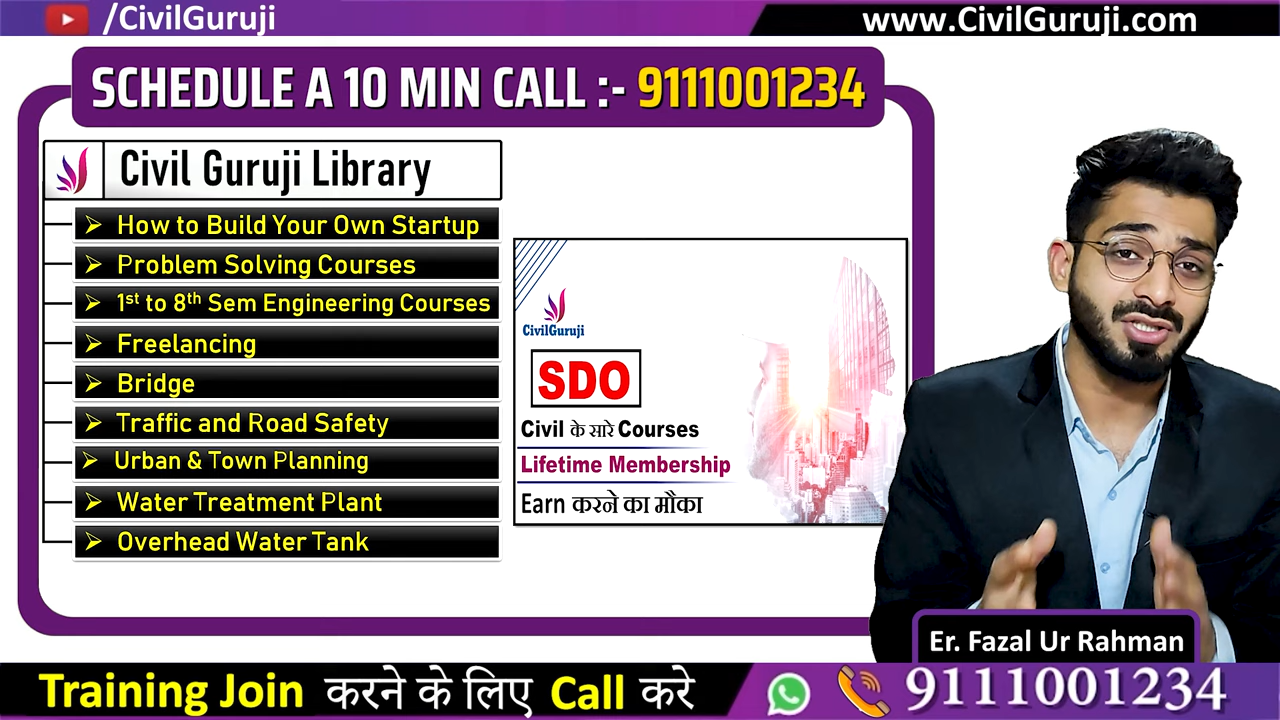 /CivilGuruji
www.CivilGuruji.com
SCHEDULE A 10 MIN CALL :- 9111001234
Civil Guruji Library
➢ How to Build Your Own Startup
➢ Problem Solving Courses
➢ 1st to 8th Sem Engineering Courses
➢ Freelancing
➢ Bridge
➢ Traffic and Road Safety
➢ Urban & Town Planning
➢ Water Treatment Plant
➢ Overhead Water Tank
CivilGuruji
SDO
Civil के सारे Courses
Lifetime Membership
Earn करने का मौका
Er. Fazal Ur Rahman
Training Join करने के लिए Call करे
9111001234